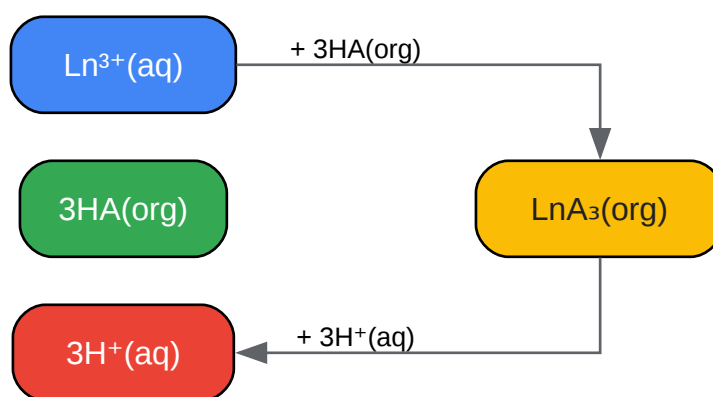 Ln³⁺(aq)
+ 3HA(org)
3HA(org)
LnA₃(org)
3H⁺(aq)
+ 3H⁺(aq)